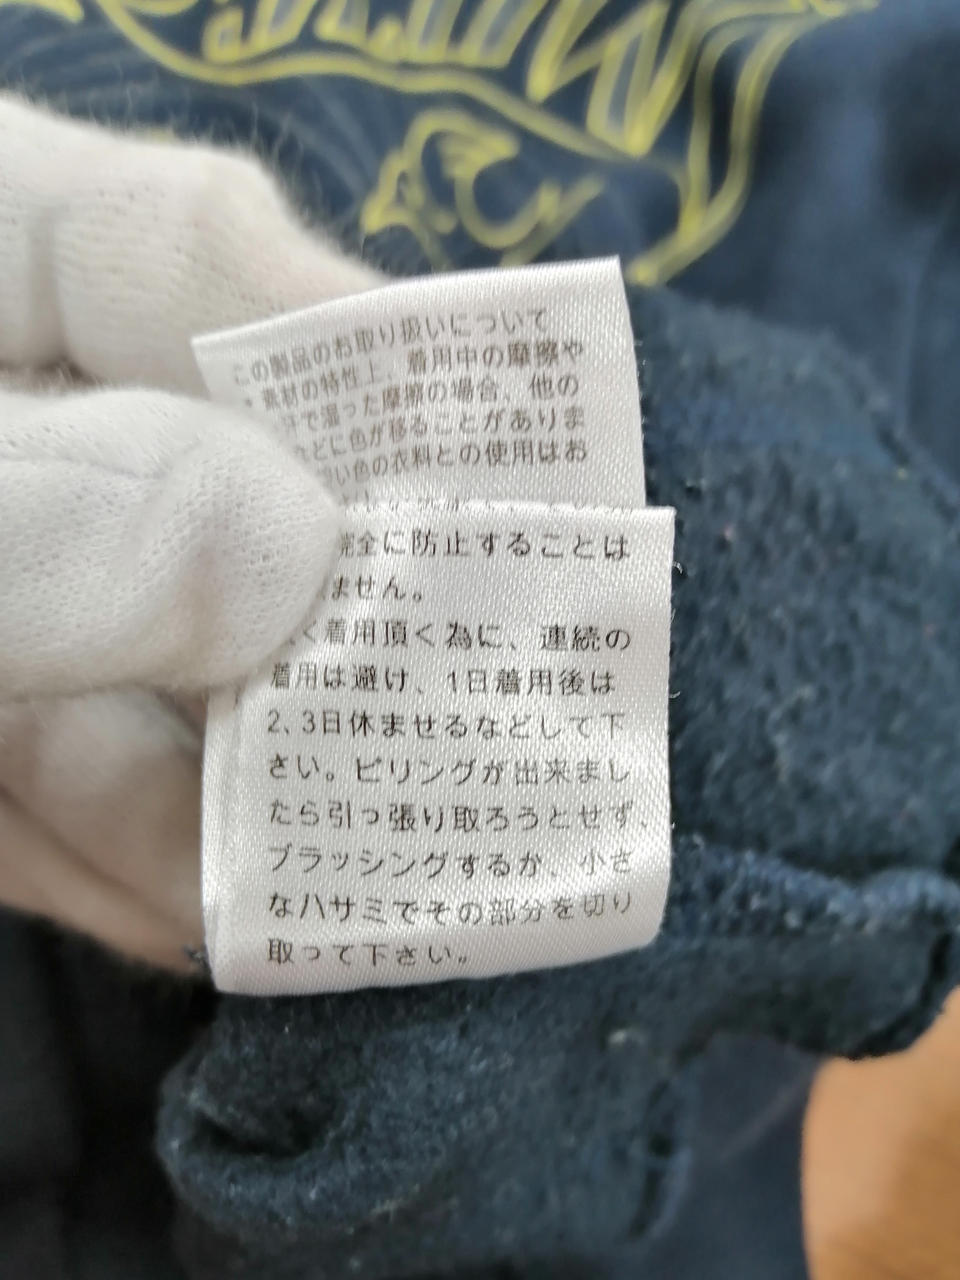 この製品のお取り扱いについて
・素材の特性上、着用中の摩擦や
汗で湿った摩擦の場合、他の
などに色が移ることがありま
い色の衣料との使用はお
完全に防止することは
ません。
く着用頂く為に、連続の
着用は避け、1日着用後は
2、3日休ませるなどして下
さい。ピリングが出来まし
たら引っ張り取ろうとせず、
ブラッシングするか、小さ
なハサミでその部分を切り
取って下さい。